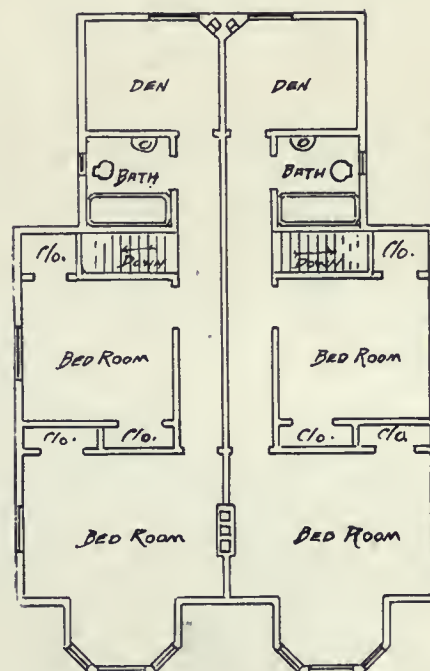 DEN
DEN
BATH
BATH
C/o.
DOWN
DOWN
C/o.
BED ROOM
BED ROOM
C/o.
C/o.
C/o.
C/o.
BED ROOM
BED ROOM